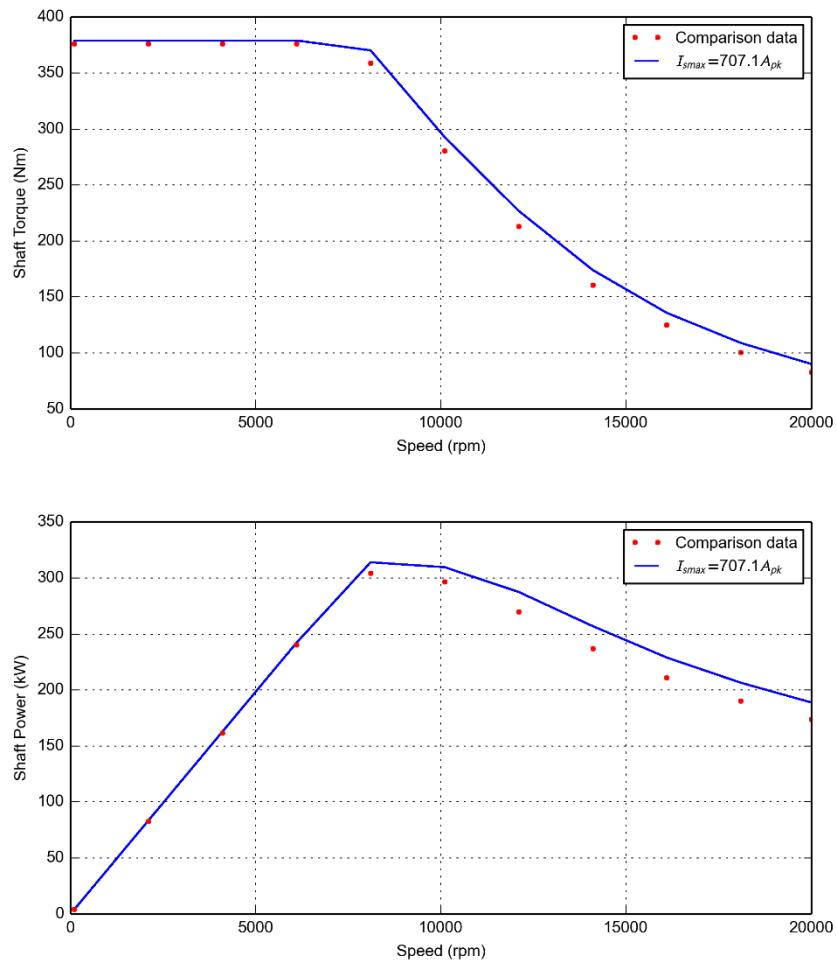 400
350
300
250
200
150
100
50
Shaft Torque (Nm)
Comparison data
Ismax=707.1Apk
0 5000 10000 15000 20000
Speed (rpm)
350
300
250
200
150
100
50
0
Shaft Power (kW)
Comparison data
Ismax=707.1Apk
0 5000 10000 15000 20000
Speed (rpm)